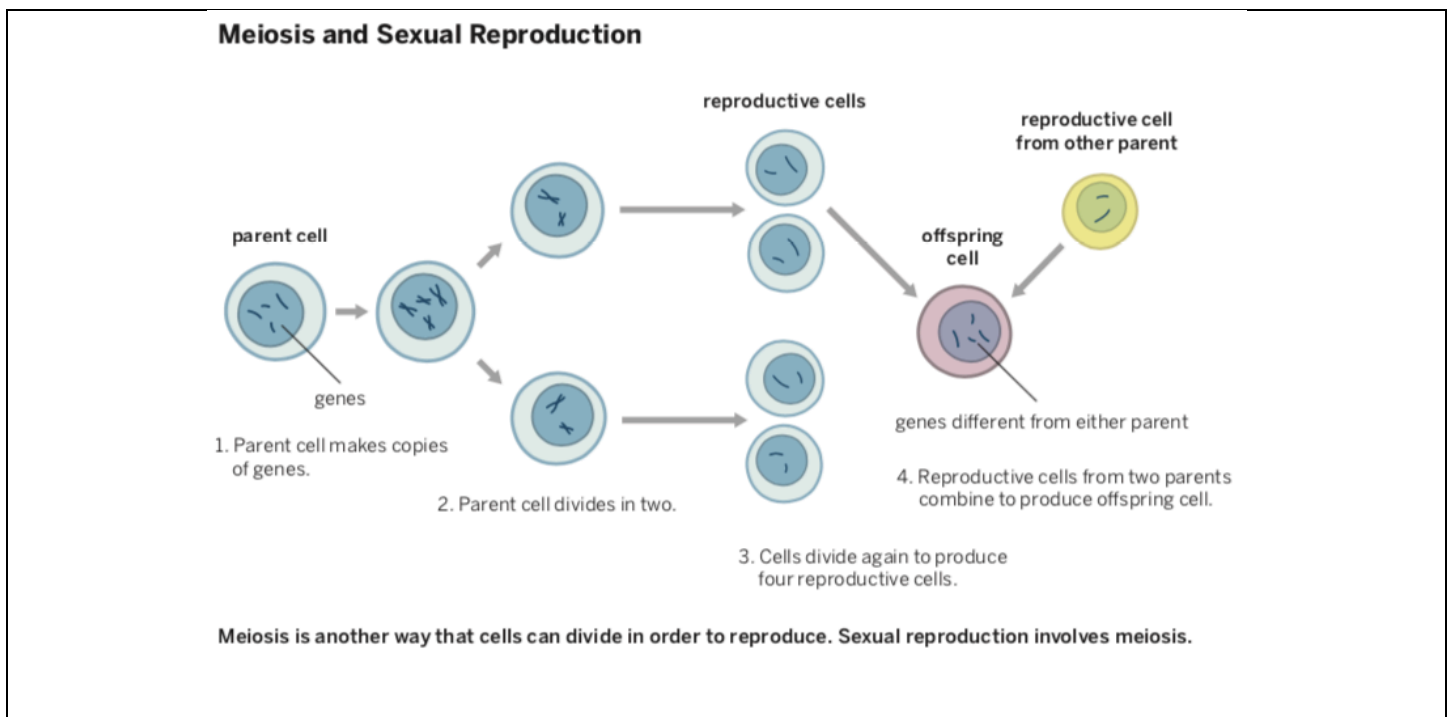 Meiosis and Sexual Reproduction
reproductive cells
reproductive cell
from other parent
parent cell
offspring
cell
genes
genes different from either parent
1. Parent cell makes copies
of genes.
2. Parent cell divides in two.
4. Reproductive cells from two parents
combine to produce offspring cell.
3. Cells divide again to produce
four reproductive cells.
Meiosis is another way that cells can divide in order to reproduce. Sexual reproduction involves meiosis.